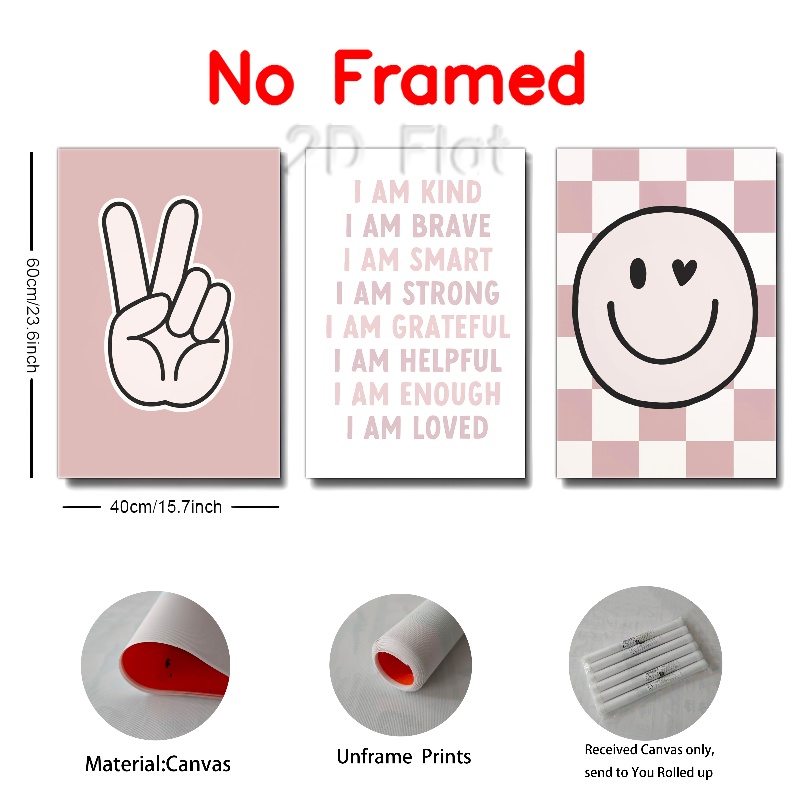 No Framed
2D Flat
I AM KIND
I AM BRAVE
I AM SMART
I AM STRONG
I AM GRATEFUL
I AM HELPFUL
I AM ENOUGH
I AM LOVED
60cm/23.6inch
40cm/15.7inch
Material:Canvas
Unframe Prints
Received Canvas only,
send to You Rolled up